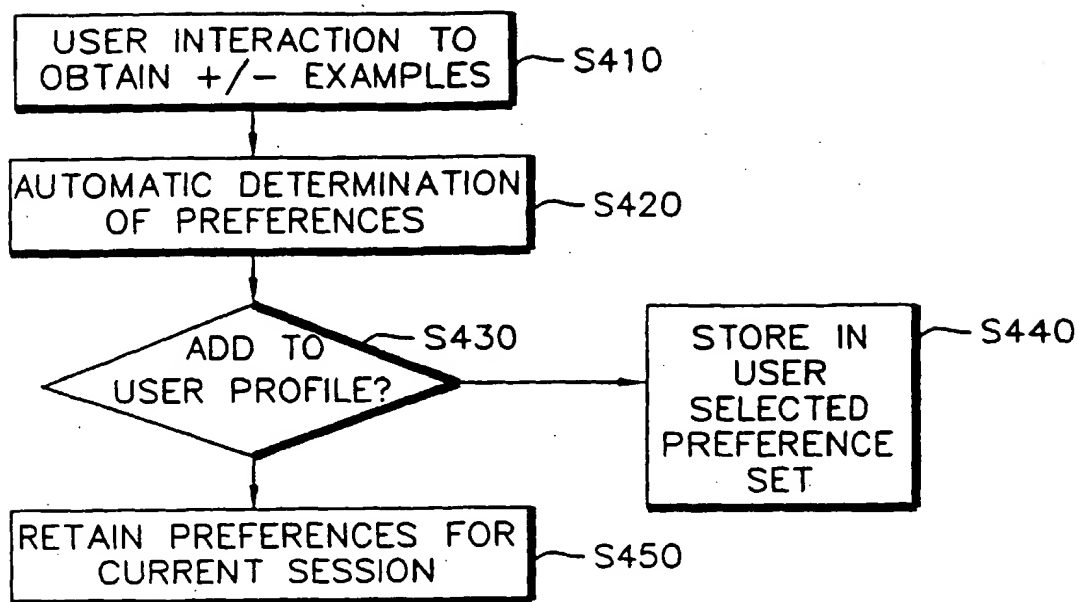 USER INTERACTION TO
OBTAIN +/- EXAMPLES
S410
AUTOMATIC DETERMINATION
OF PREFERENCES
S420
ADD TO
USER PROFILE?
S430
STORE IN
USER
SELECTED
PREFERENCE
SET
S440
RETAIN PREFERENCES FOR
CURRENT SESSION
S450